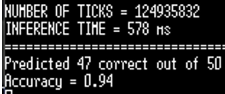 NUMBER OF TICKS = 124935832
INFERENCE TIME = 578 ms
================================
Predicted 47 correct out of 50
Accuracy = 0.94